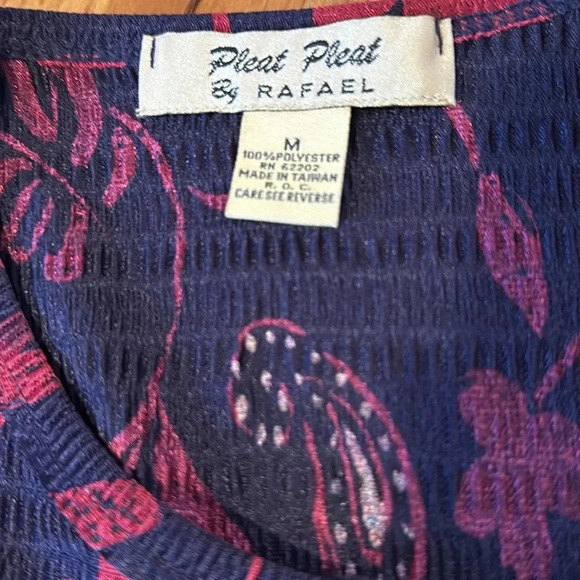 Pleat Pleat
By RAFAEL
M
100%POLYESTER
RN 62202
MADE IN TAIWAN
R. O. C.
CARE SEE REVERSE